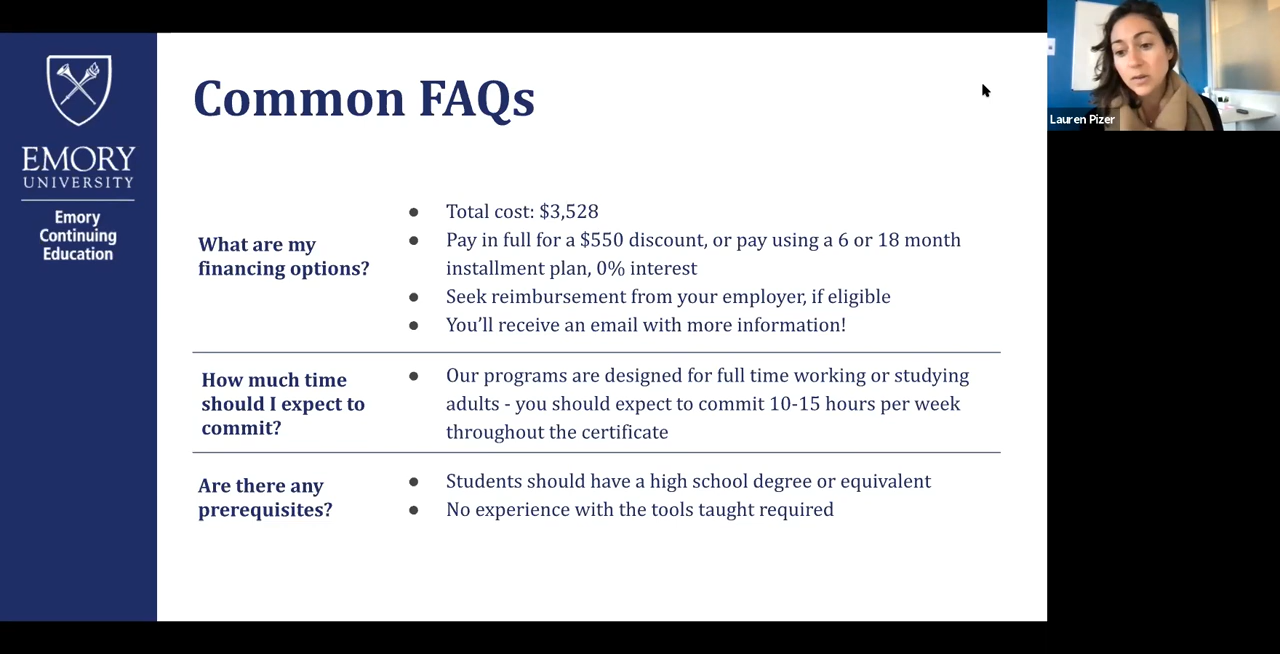 EMORY
UNIVERSITY
Emory
Continuing
Education
Common FAQs
What are my
financing options?
● Total cost: $3,528
● Pay in full for a $550 discount, or pay using a 6 or 18 month
installment plan, 0% interest
● Seek reimbursement from your employer, if eligible
● You’ll receive an email with more information!
How much time
should I expect to
commit?
● Our programs are designed for full time working or studying
adults - you should expect to commit 10-15 hours per week
throughout the certificate
Are there any
prerequisites?
● Students should have a high school degree or equivalent
● No experience with the tools taught required
Lauren Pizer